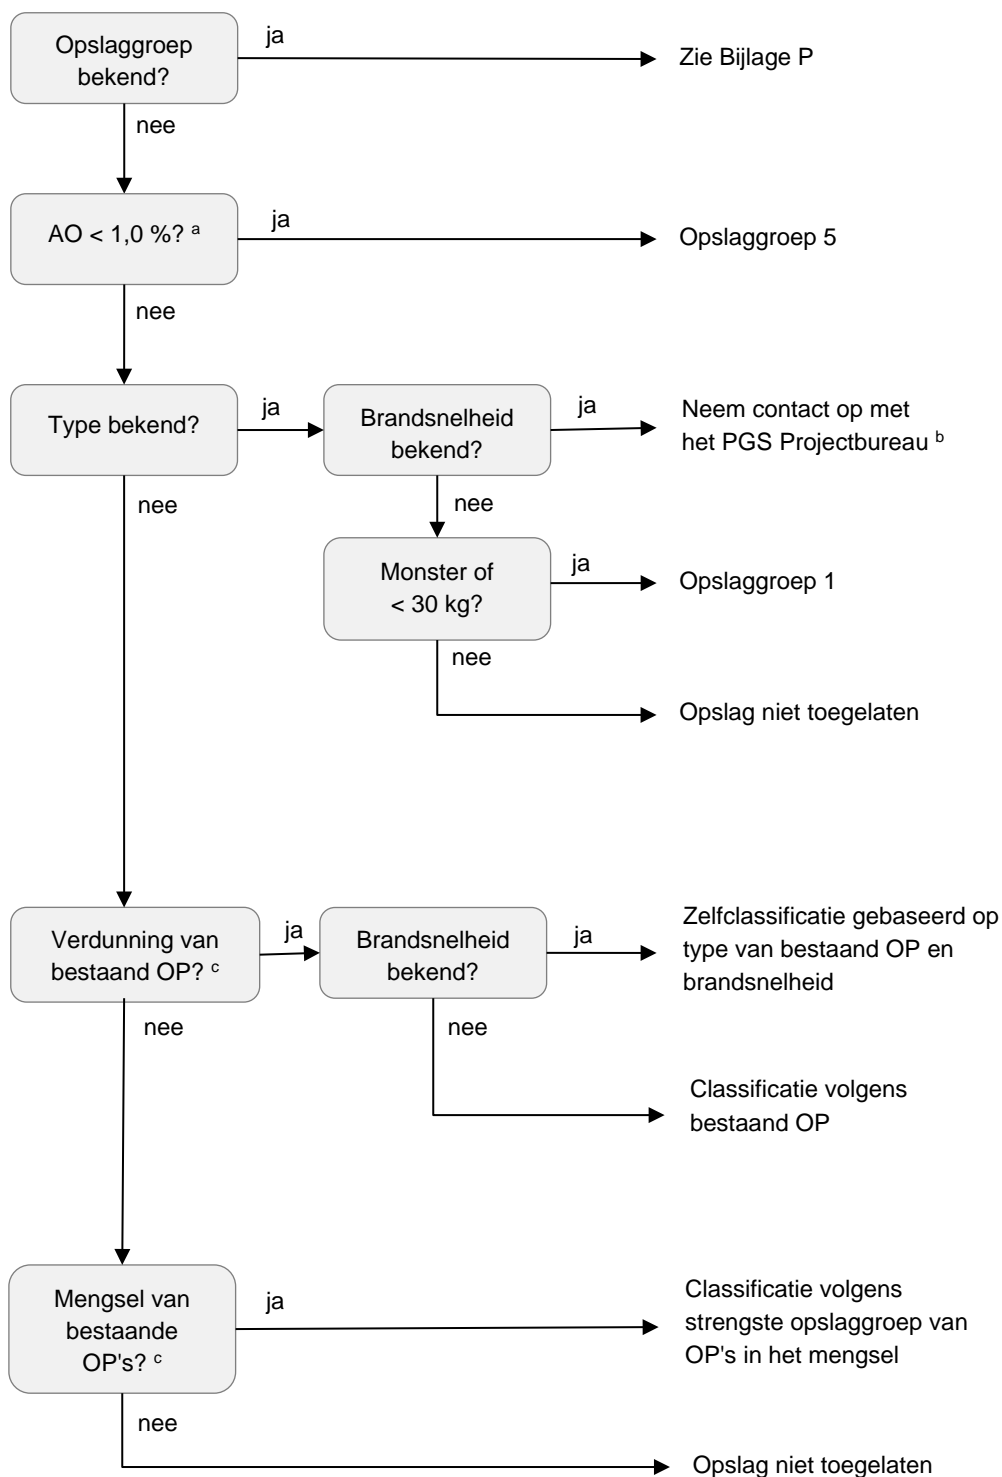 Opslaggroep
bekend?
ja
Zie Bijlage P
nee
AO < 1,0 %? a
ja
Opslaggroep 5
nee
Type bekend?
ja
Brandsnelheid
bekend?
ja
Neem contact op met
het PGS Projectbureau b
nee
nee
Monster of
< 30 kg?
ja
Opslaggroep 1
nee
Opslag niet toegelaten
Verdunning van
bestaand OP? c
ja
Brandsnelheid
bekend?
ja
Zelfclassificatie gebaseerd op
type van bestaand OP en
brandsnelheid
nee
nee
Classificatie volgens
bestaand OP
Mengsel van
bestaande
OP's? c
ja
Classificatie volgens
strengste opslaggroep van
OP's in het mengsel
nee
Opslag niet toegelaten